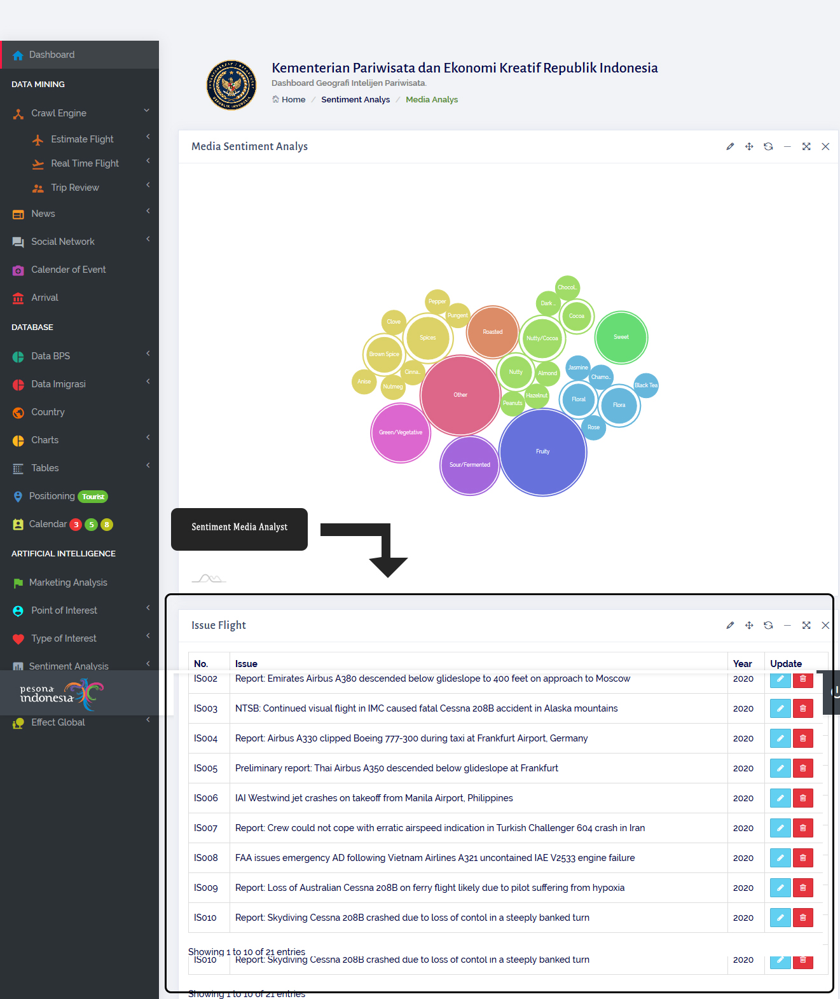 Dashboard
DATA MINING
Crawl Engine
Estimate Flight
Real Time Flight
Trip Review
News
Social Network
Calender of Event
Arrival
DATABASE
Data BPS
Data Imigrasi
Country
Charts
Tables
Positioning Tourist
Calendar 3 5 8
ARTIFICIAL INTELLIGENCE
Marketing Analysis
Point of Interest
Type of Interest
Sentiment Analysis
pesona
indonesia
Effect Global
Kementerian Pariwisata dan Ekonomi Kreatif Republik Indonesia
Dashboard Geografi Intelijen Pariwisata.
Home / Sentiment Analys / Media Analys
REPUBLIK INDONESIA
Media Sentiment Analys
Chocol..
Pepper
Dark ..
Pungent
Cocoa
Clove
Roasted
Spices
Nutty/Cocoa
Sweet
Brown Spice
Jasmine
Cinna..
Nutty
Almond
Chamo..
Anise
Nutmeg
Black Tea
Other
Hazelnut
Peanuts
Floral
Flora
Rose
Green/Vegetative
Fruity
Sour/Fermented
Sentiment Media Analyst
Issue Flight
No. Issue Year Update
IS002 Report: Emirates Airbus A380 descended below glideslope to 400 feet on approach to Moscow 2020
IS003 NTSB: Continued visual flight in IMC caused fatal Cessna 208B accident in Alaska mountains 2020
IS004 Report: Airbus A330 clipped Boeing 777-300 during taxi at Frankfurt Airport, Germany 2020
IS005 Preliminary report: Thai Airbus A350 descended below glideslope at Frankfurt 2020
IS006 IAI Westwind jet crashes on takeoff from Manila Airport, Philippines 2020
IS007 Report: Crew could not cope with erratic airspeed indication in Turkish Challenger 604 crash in Iran 2020
IS008 FAA issues emergency AD following Vietnam Airlines A321 uncontained IAE V2533 engine failure 2020
IS009 Report: Loss of Australian Cessna 208B on ferry flight likely due to pilot suffering from hypoxia 2020
IS010 Report: Skydiving Cessna 208B crashed due to loss of contol in a steeply banked turn 2020
Showing 1 to 10 of 21 entries
IS010 Report: Skydiving Cessna 208B crashed due to loss of contol in a steeply banked turn 2020
Showing 1 to 10 of 21 entries